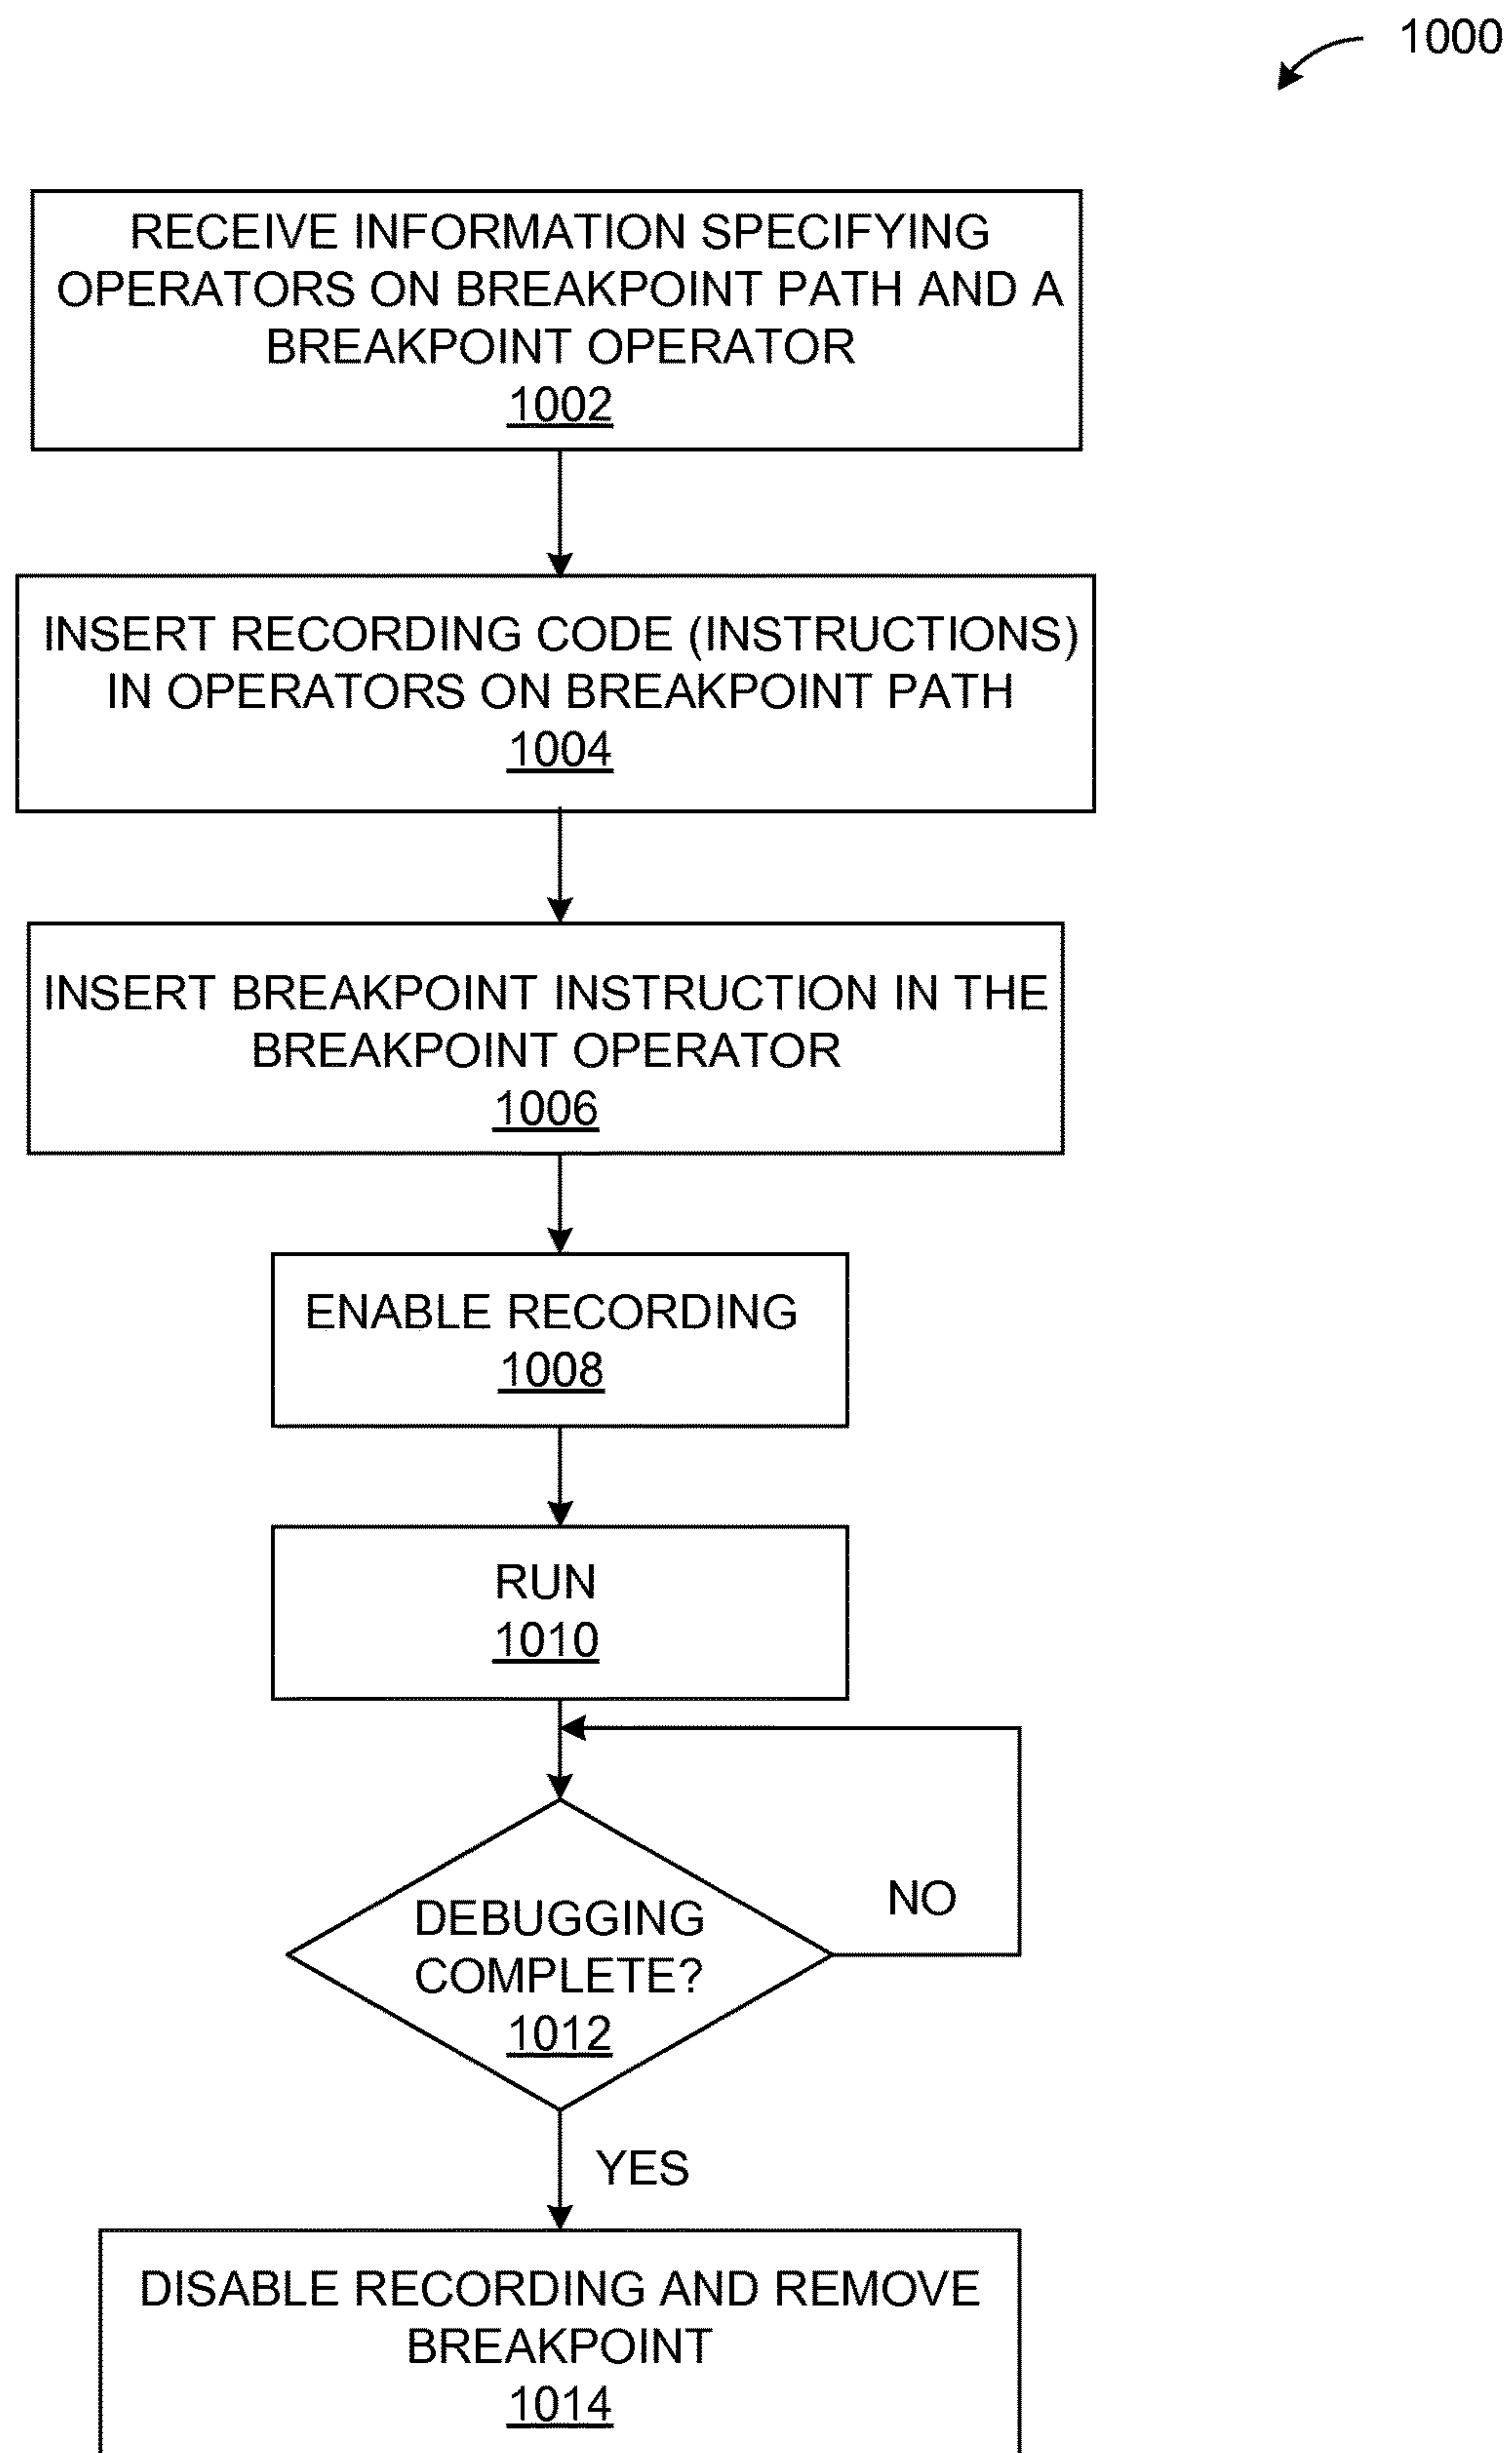 1000
RECEIVE INFORMATION SPECIFYING
OPERATORS ON BREAKPOINT PATH AND A
BREAKPOINT OPERATOR
1002
INSERT RECORDING CODE (INSTRUCTIONS)
IN OPERATORS ON BREAKPOINT PATH
1004
INSERT BREAKPOINT INSTRUCTION IN THE
BREAKPOINT OPERATOR
1006
ENABLE RECORDING
1008
RUN
1010
DEBUGGING
COMPLETE?
1012
NO
YES
DISABLE RECORDING AND REMOVE
BREAKPOINT
1014